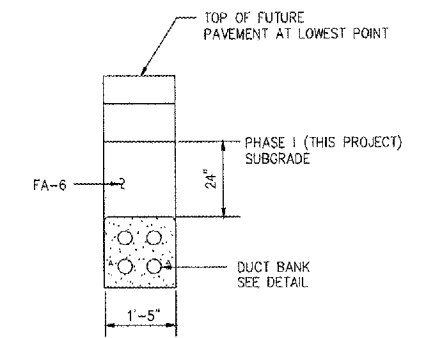 TOP OF FUTURE
PAVEMENT AT LOWEST POINT
PHASE I (THIS PROJECT)
SUBGRADE
24"
FA-6
DUCT BANK
SEE DETAIL
1'-5"